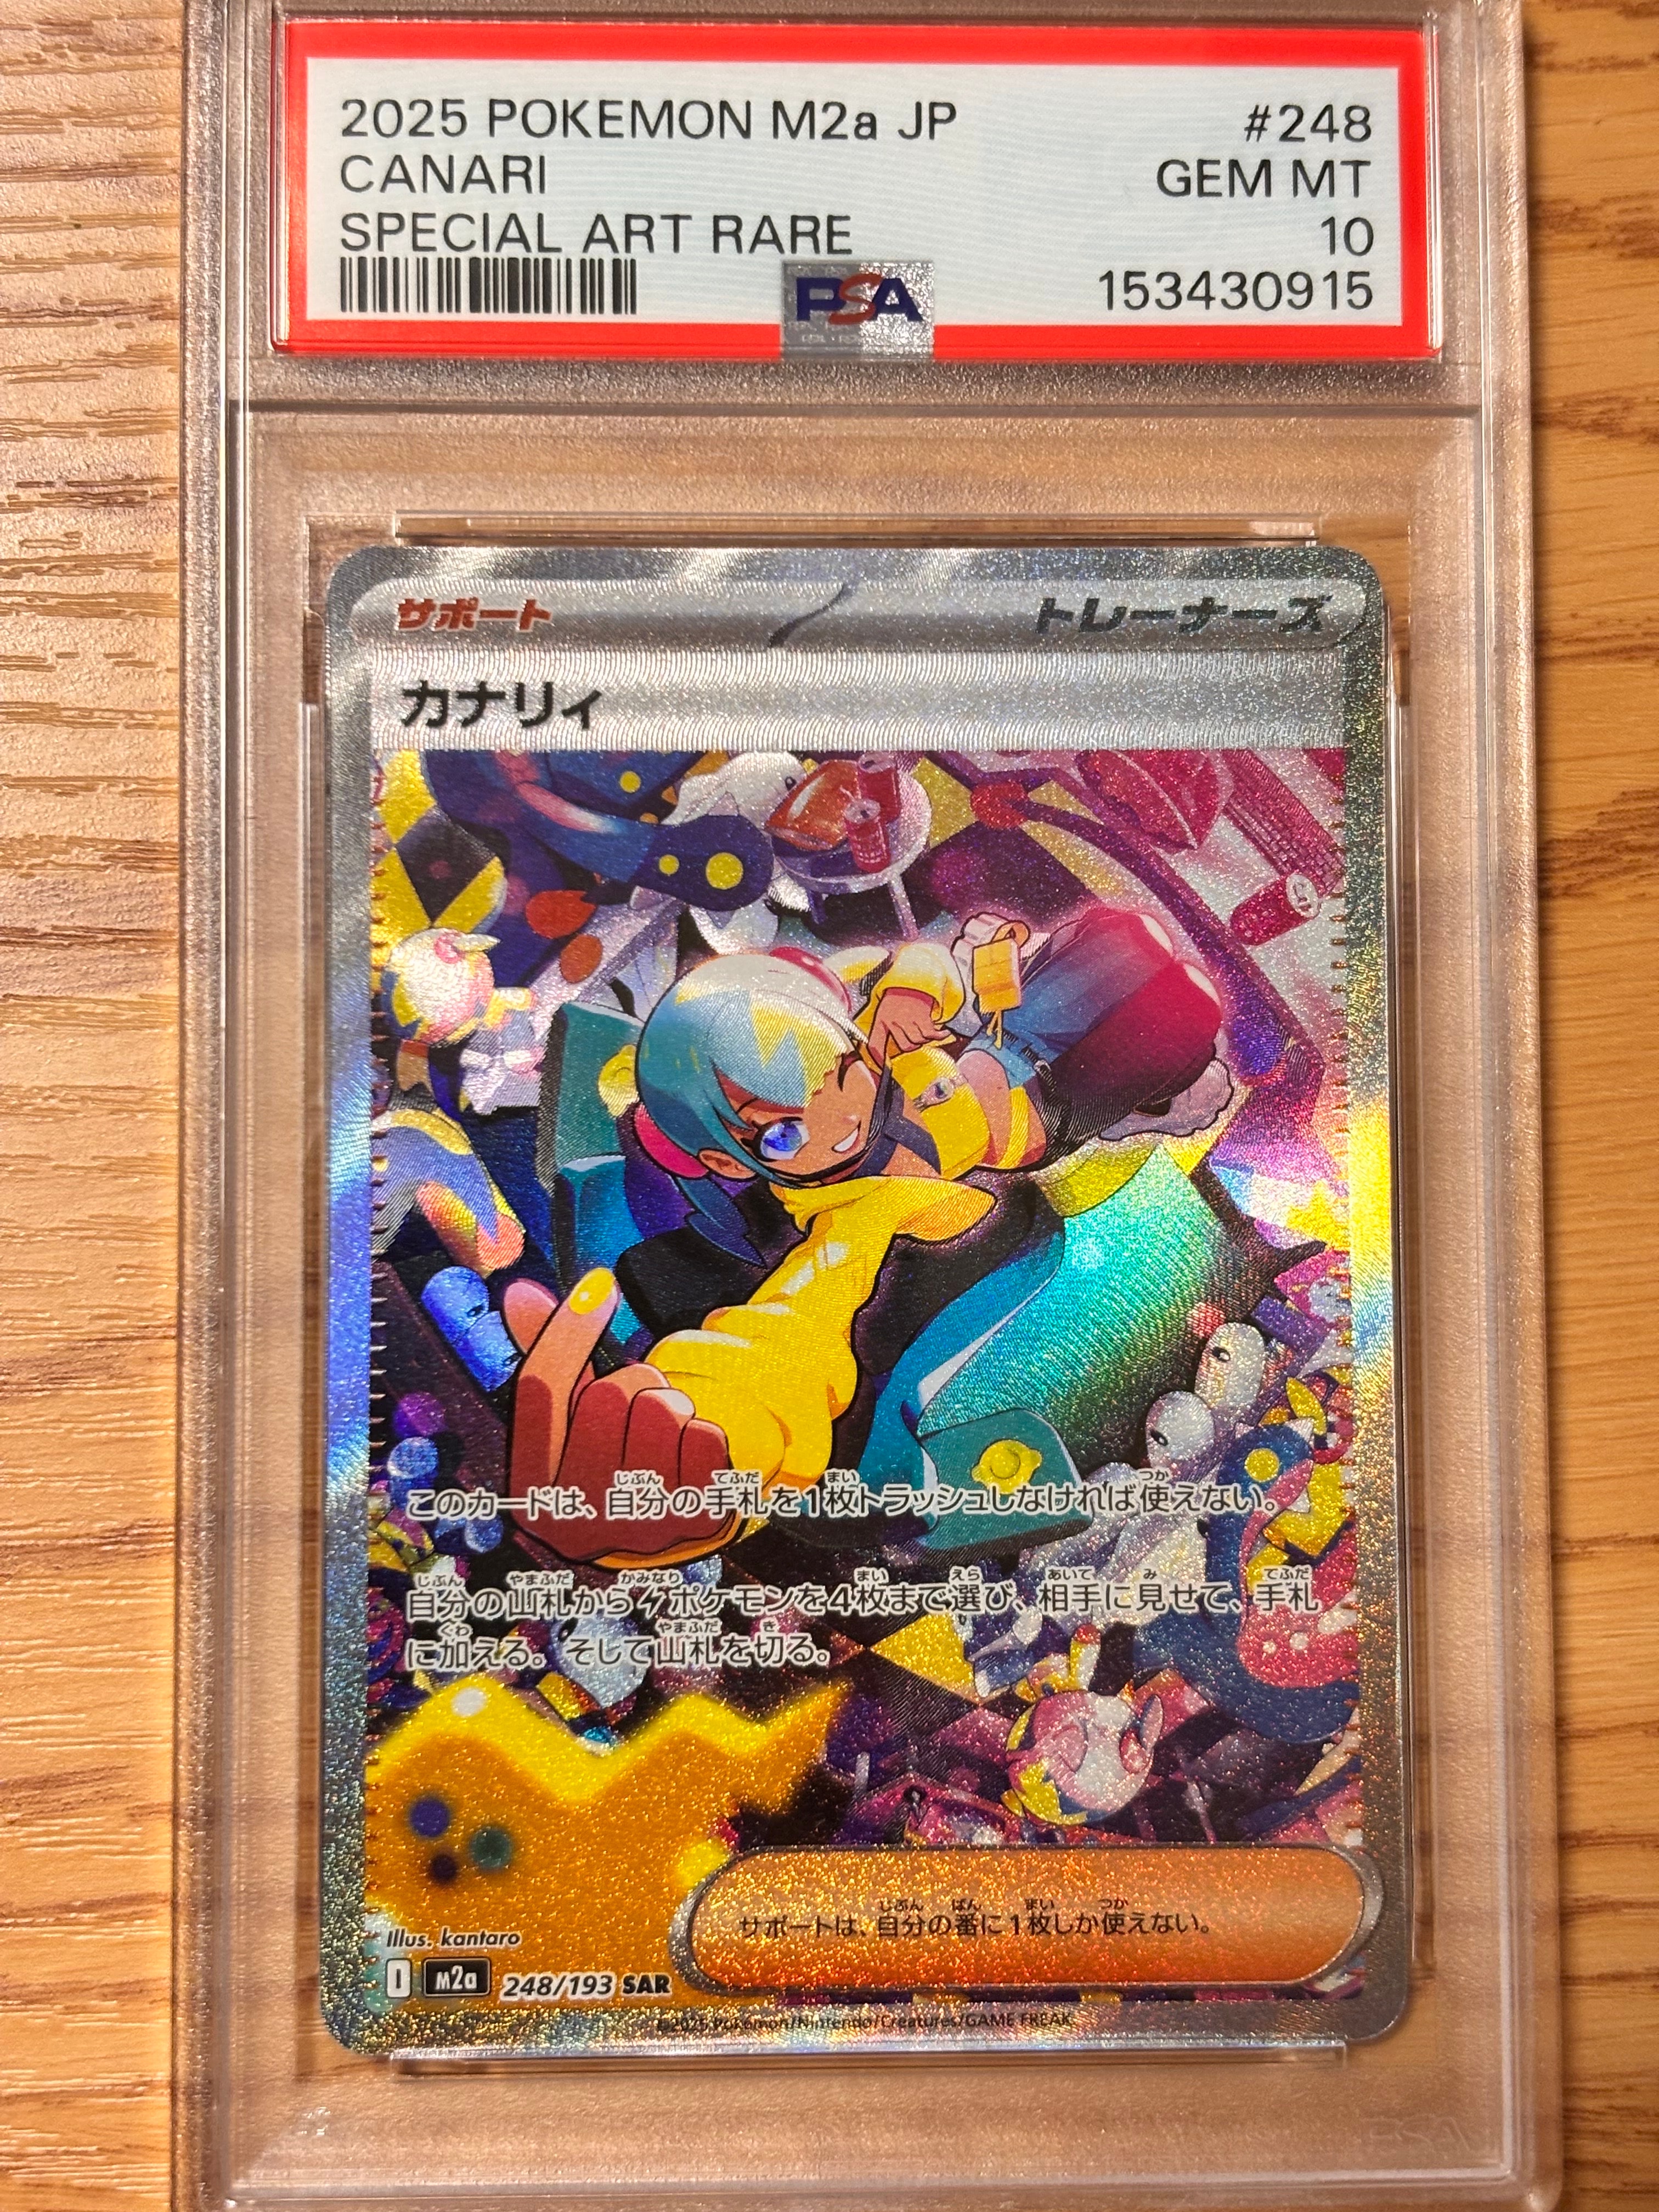 2025 POKEMON M2a JP #248
CANARI GEM MT
SPECIAL ART RARE 10
PSA 153430915
サポート トレーナーズ
カナリィ
このカードは、自分の手札を1枚トラッシュしなければ使えない。
自分の山札からポケモンを4枚まで選び、相手に見せて、手札
に加える。そして山札を切る。
サポートは、自分の番に1枚しか使えない。
Illus. kantaro
I M2a 248/193 SAR
©2025 Pokémon/Nintendo/Creatures/GAME FREAK